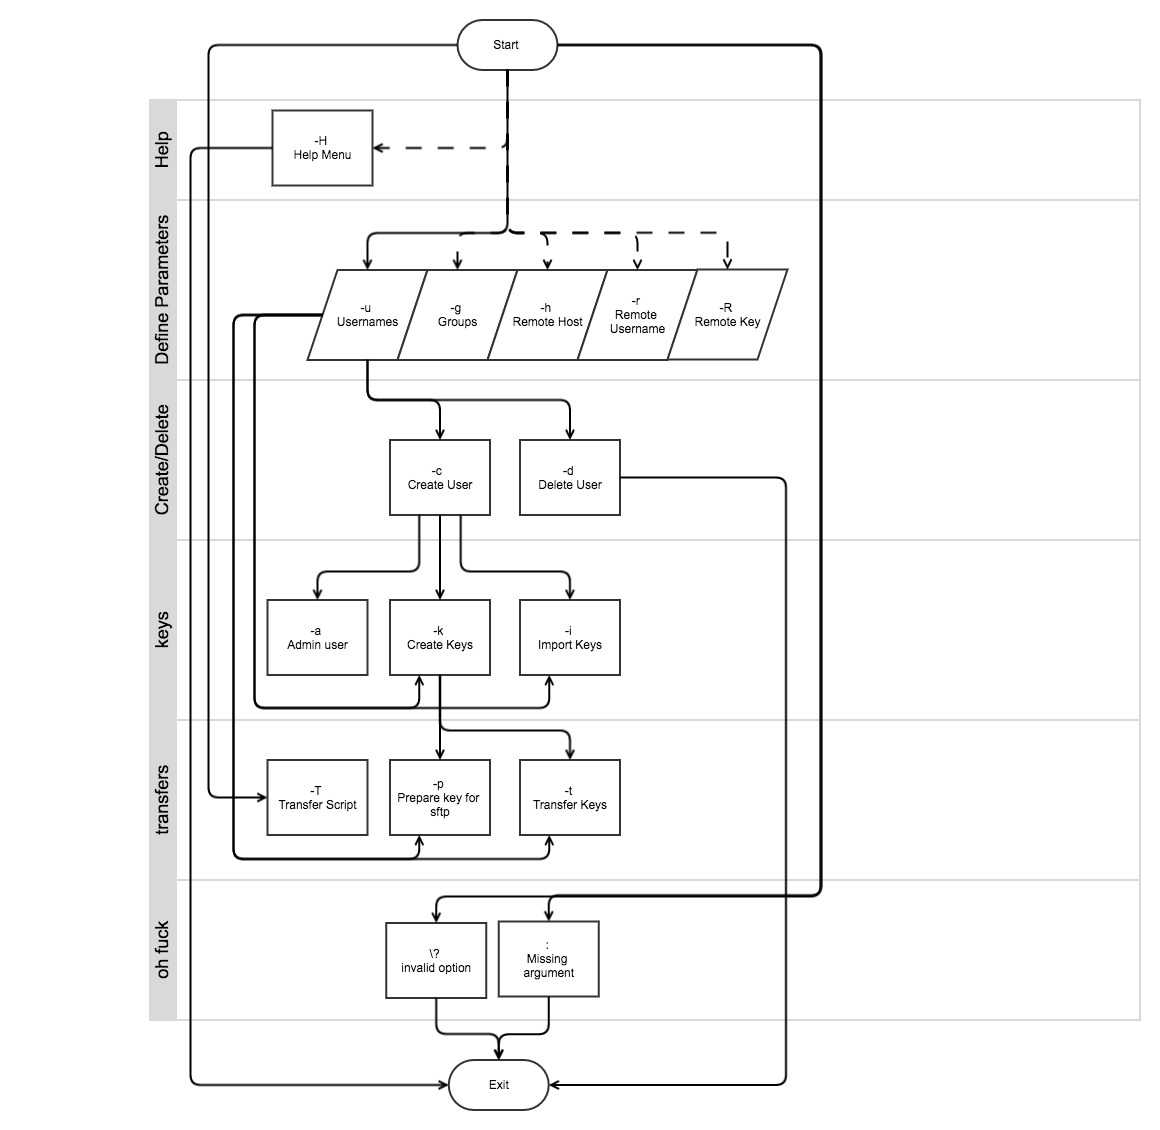 Start
Help
-H
Help Menu
Define Parameters
-u
Usernames
-g
Groups
-h
Remote Host
-r
Remote
Username
-R
Remote Key
Create/Delete
-c
Create User
-d
Delete User
keys
-a
Admin user
-k
Create Keys
-i
Import Keys
transfers
-T
Transfer Script
-p
Prepare key for
sftp
-t
Transfer Keys
oh fuck
\?
invalid option
:
Missing
argument
Exit